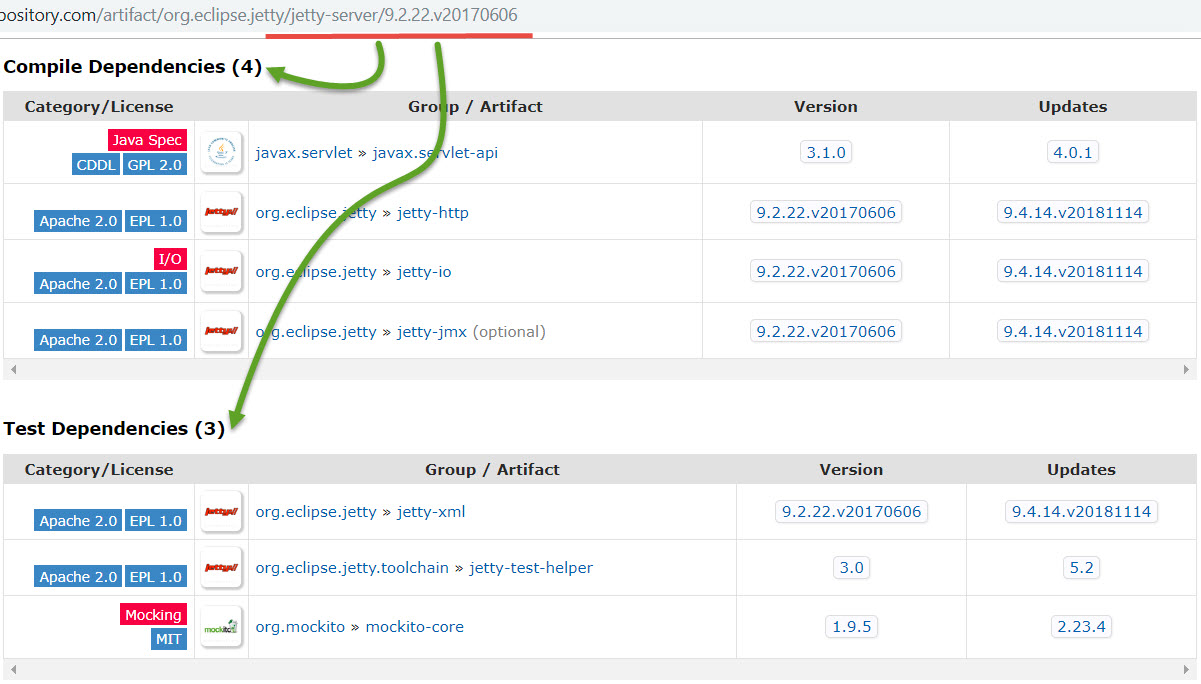 pository.com/artifact/org.eclipse.jetty/jetty-server/9.2.22.v20170606
Compile Dependencies (4)
Category/License Group / Artifact Version Updates
Java Spec
CDDL GPL 2.0 javax.servlet » javax.servlet-api 3.1.0 4.0.1
Apache 2.0 EPL 1.0 jetty:// org.eclipse.jetty » jetty-http 9.2.22.v20170606 9.4.14.v20181114
I/O
Apache 2.0 EPL 1.0 jetty:// org.eclipse.jetty » jetty-io 9.2.22.v20170606 9.4.14.v20181114
Apache 2.0 EPL 1.0 jetty:// org.eclipse.jetty » jetty-jmx (optional) 9.2.22.v20170606 9.4.14.v20181114
Test Dependencies (3)
Category/License Group / Artifact Version Updates
Apache 2.0 EPL 1.0 jetty:// org.eclipse.jetty » jetty-xml 9.2.22.v20170606 9.4.14.v20181114
Apache 2.0 EPL 1.0 jetty:// org.eclipse.jetty.toolchain » jetty-test-helper 3.0 5.2
Mocking
MIT mockito org.mockito » mockito-core 1.9.5 2.23.4